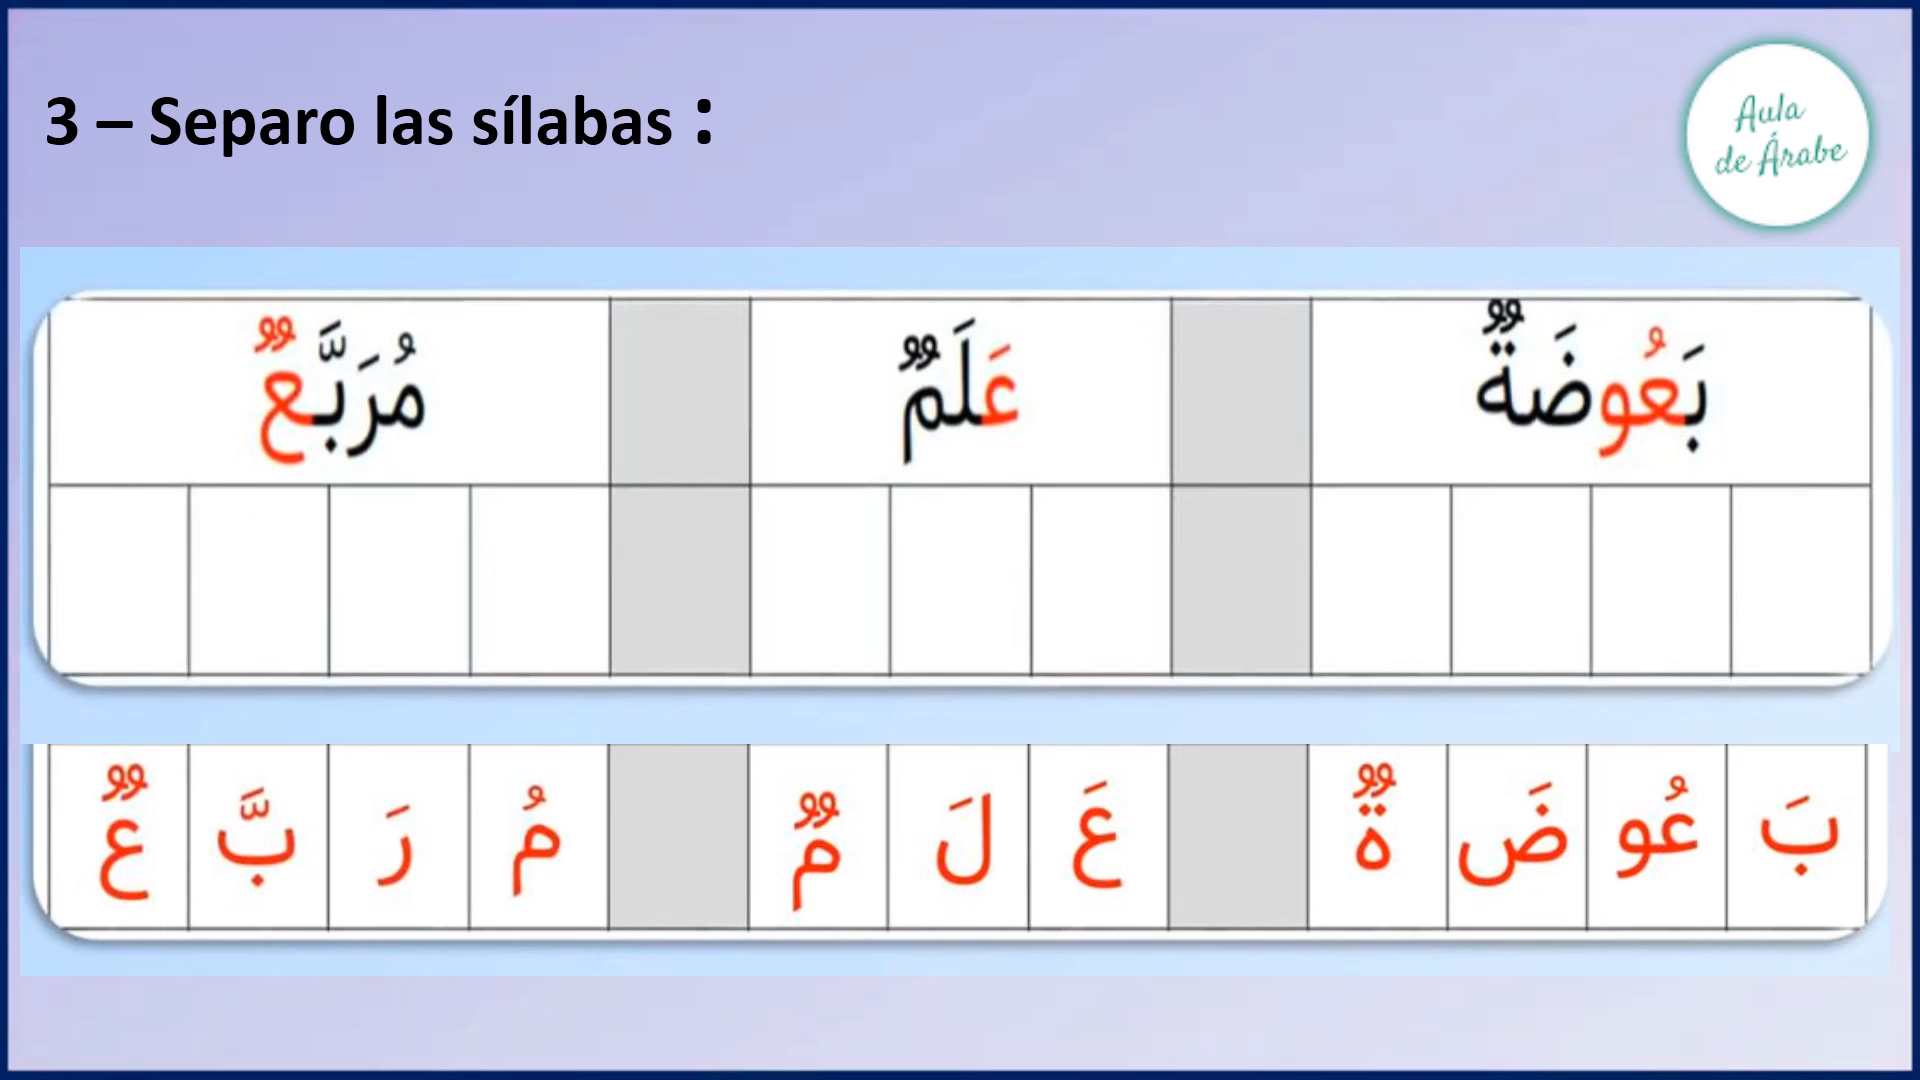 3 – Separo las sílabas :
Aula
de Árabe
بَعُوضَةٌ عَلَمٌ مُرَبَّعٌ
بَ عُو ضَ ةٌ عَ لَ مٌ مُ رَ بَّ عٌ